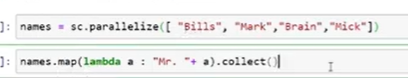 ]: names = sc.parallelize([ "Bills", "Mark","Brain","Mick"])
]: names.map(lambda a : "Mr. "+ a).collect()